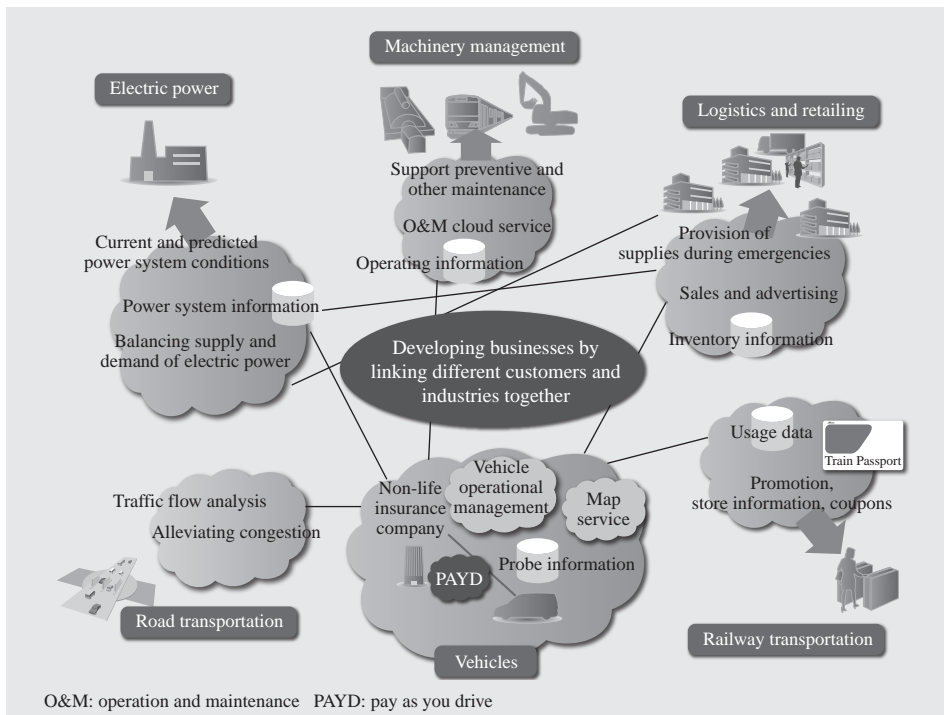 Machinery management
Electric power
Logistics and retailing
Support preventive and
other maintenance
O&M cloud service
Operating information
Current and predicted
power system conditions
Power system information
Balancing supply and
demand of electric power
Provision of
supplies during emergencies
Sales and advertising
Inventory information
Developing businesses by
linking different customers and
industries together
Usage data
Train Passport
Promotion,
store information, coupons
Traffic flow analysis
Alleviating congestion
Non-life
insurance
company
Vehicle
operational
management
Map
service
Probe information
PAYD
Road transportation
Vehicles
Railway transportation
O&M: operation and maintenance PAYD: pay as you drive